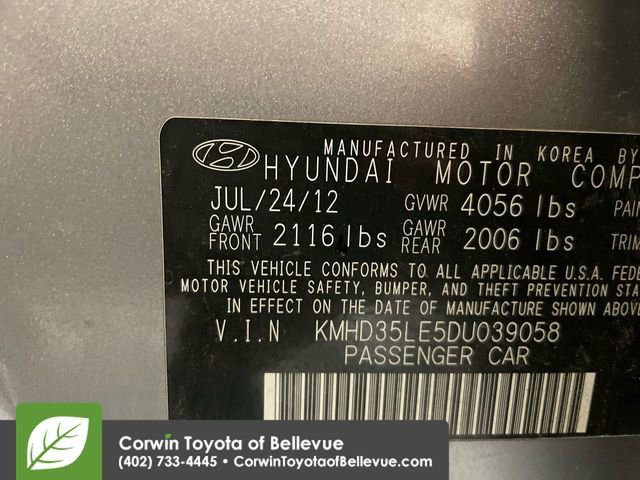 MANUFACTURED IN KOREA BY
HYUNDAI MOTOR COMP
JUL/24/12 GVWR 4056 lbs PAIN
GAWR FRONT 2116 lbs GAWR REAR 2006 lbs TRIM
THIS VEHICLE CONFORMS TO ALL APPLICABLE U.S.A. FEDE
MOTOR VEHICLE SAFETY, BUMPER, AND THEFT PREVENTION STA
IN EFFECT ON THE DATE OF MANUFACTURE SHOWN ABOVE
V.I.N KMHD35LE5DU039058
PASSENGER CAR
Corwin Toyota of Bellevue
(402) 733-4445 • CorwinToyotaofBellevue.com